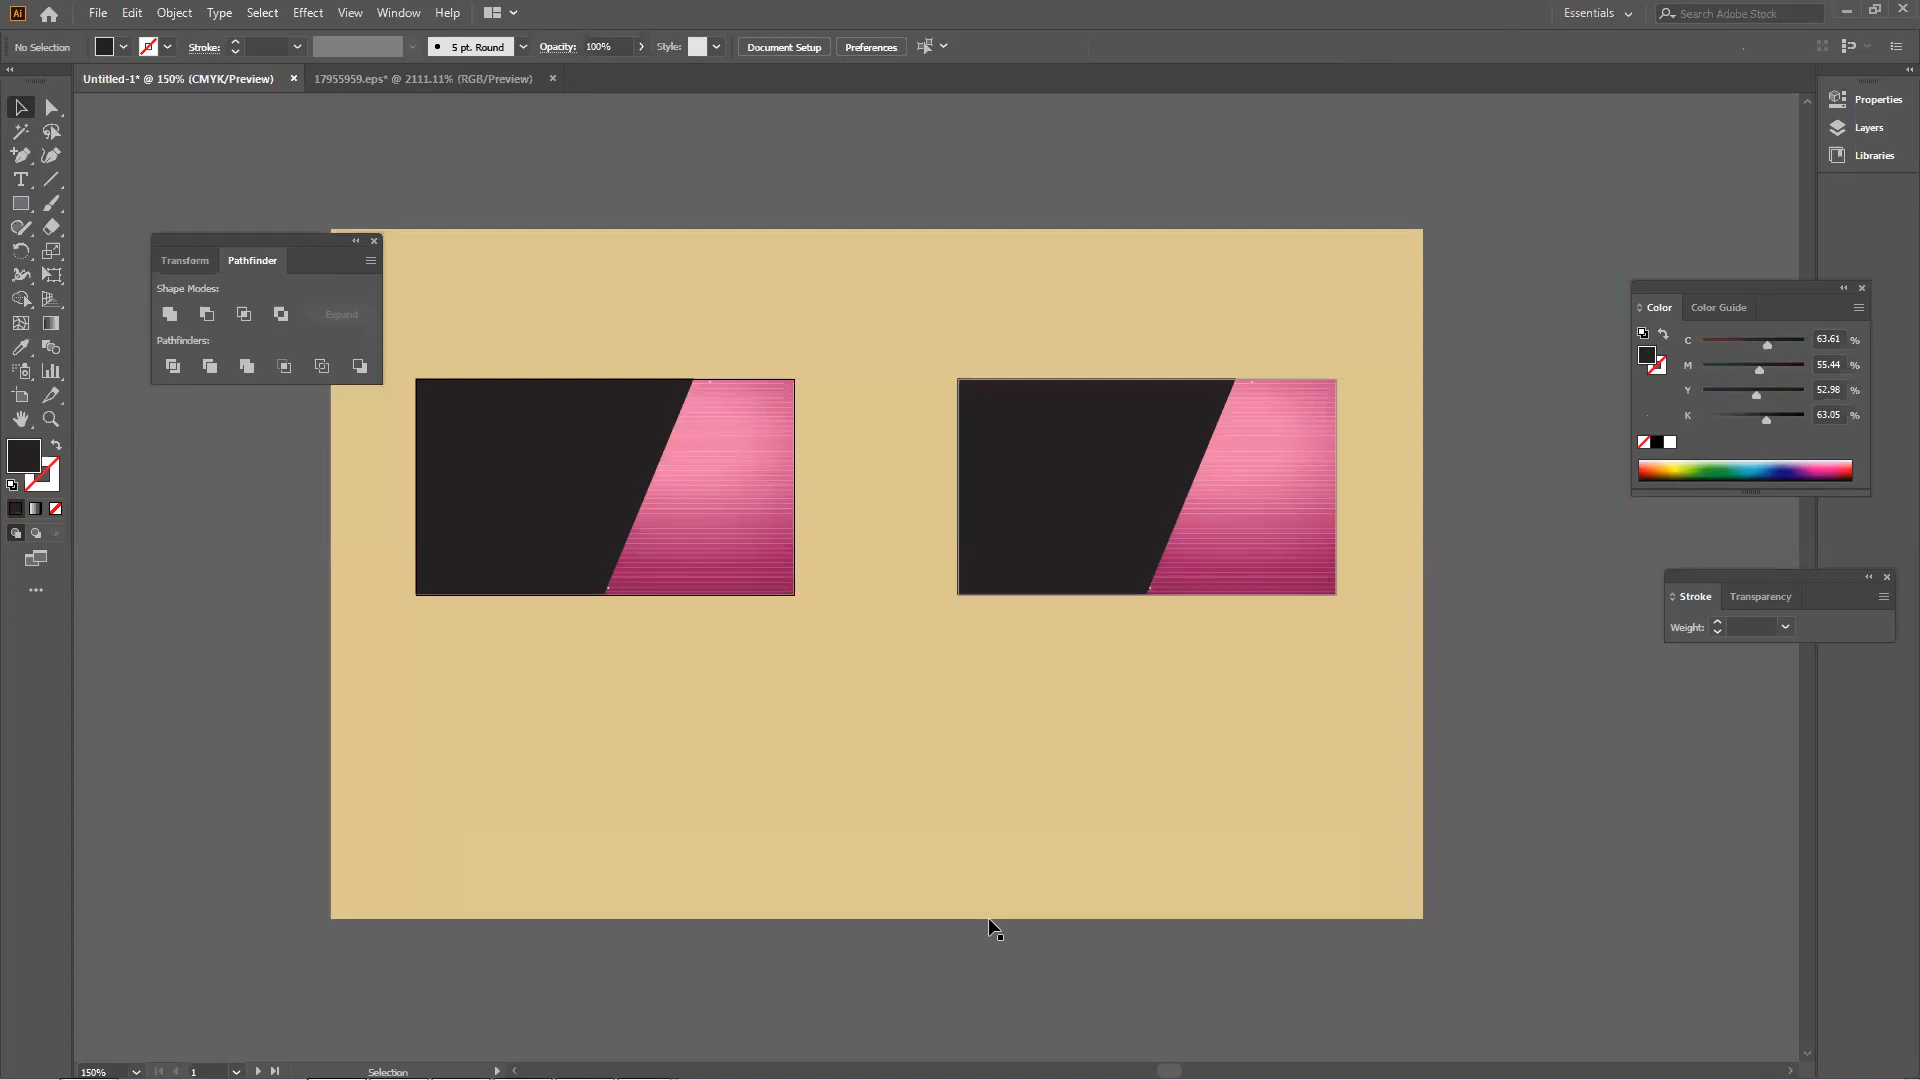 Ai File Edit Object Type Select Effect View Window Help Essentials Search Adobe Stock
No Selection Stroke: 5 pt. Round Opacity: 100% Style: Document Setup Preferences
Untitled-1* @ 150% (CMYK/Preview) × 17955959.eps* @ 2111.11% (RGB/Preview) ×
Properties
Layers
Libraries
Transform Pathfinder
Shape Modes:
Expand
Pathfinders:
Color Color Guide
C 63.61 %
M 55.44 %
Y 52.98 %
K 63.05 %
Stroke Transparency
Weight:
150% 1 Selection